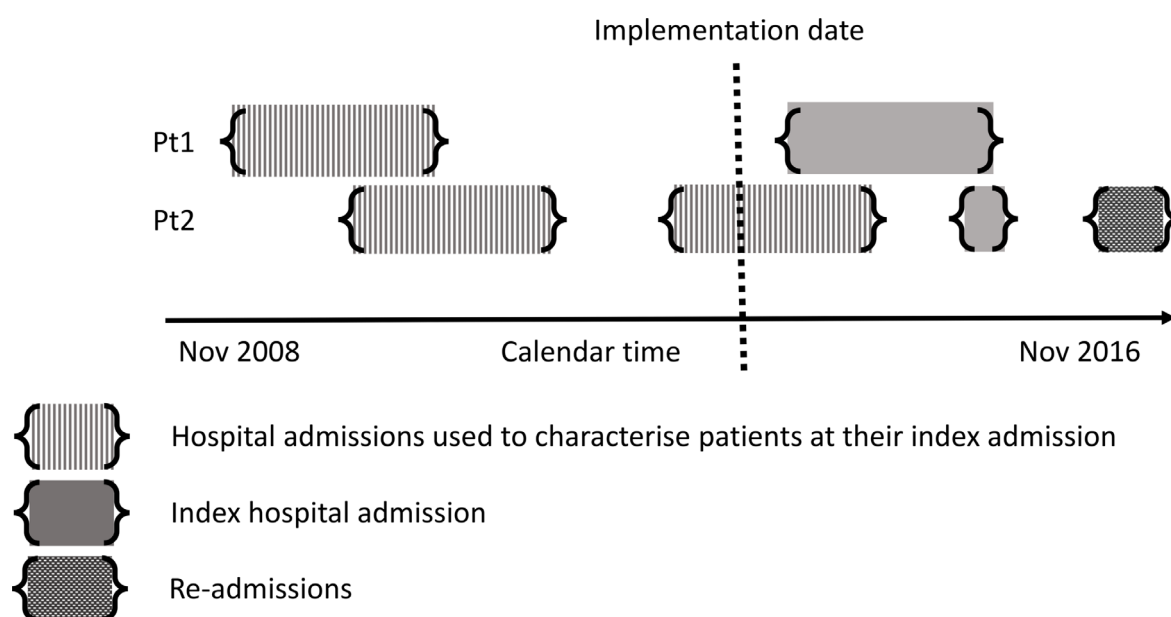 Implementation date
Pt1
Pt2
Nov 2008 Calendar time Nov 2016
Hospital admissions used to characterise patients at their index admission
Index hospital admission
Re-admissions